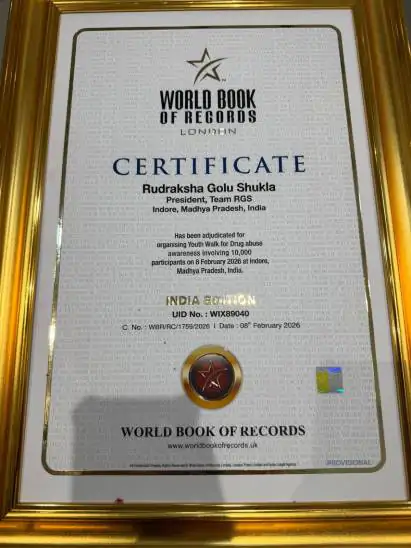 WORLD BOOK
OF RECORDS
LONDON
CERTIFICATE
Rudraksha Golu Shukla
President, Team RGS
Indore, Madhya Pradesh, India
Has been adjudicated for
organising Youth Walk for Drug abuse
awareness involving 10,000
participants on 8 February 2026 at Indore,
Madhya Pradesh, India.
INDIA EDITION
UID No. : WIX89040
C. No. : WBR/RC/1759/2026 I Date : 08th February 2026
WORLD BOOK OF RECORDS
www.worldbookofrecords.uk
PROVISIONAL